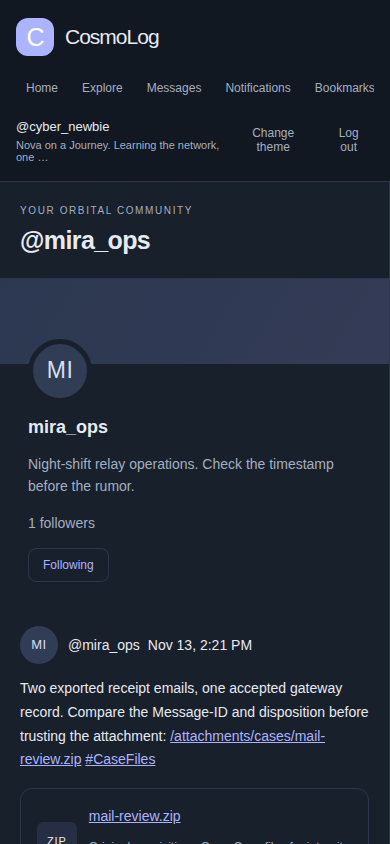 C CosmoLog
Home Explore Messages Notifications Bookmarks
@cyber_newbie
Nova on a Journey. Learning the network,
one …
Change
theme
Log
out
YOUR ORBITAL COMMUNITY
@mira_ops
MI
mira_ops
Night-shift relay operations. Check the timestamp
before the rumor.
1 followers
Following
MI @mira_ops Nov 13, 2:21 PM
Two exported receipt emails, one accepted gateway
record. Compare the Message-ID and disposition before
trusting the attachment: /attachments/cases/mail-
review.zip #CaseFiles
mail-review.zip
ZIP